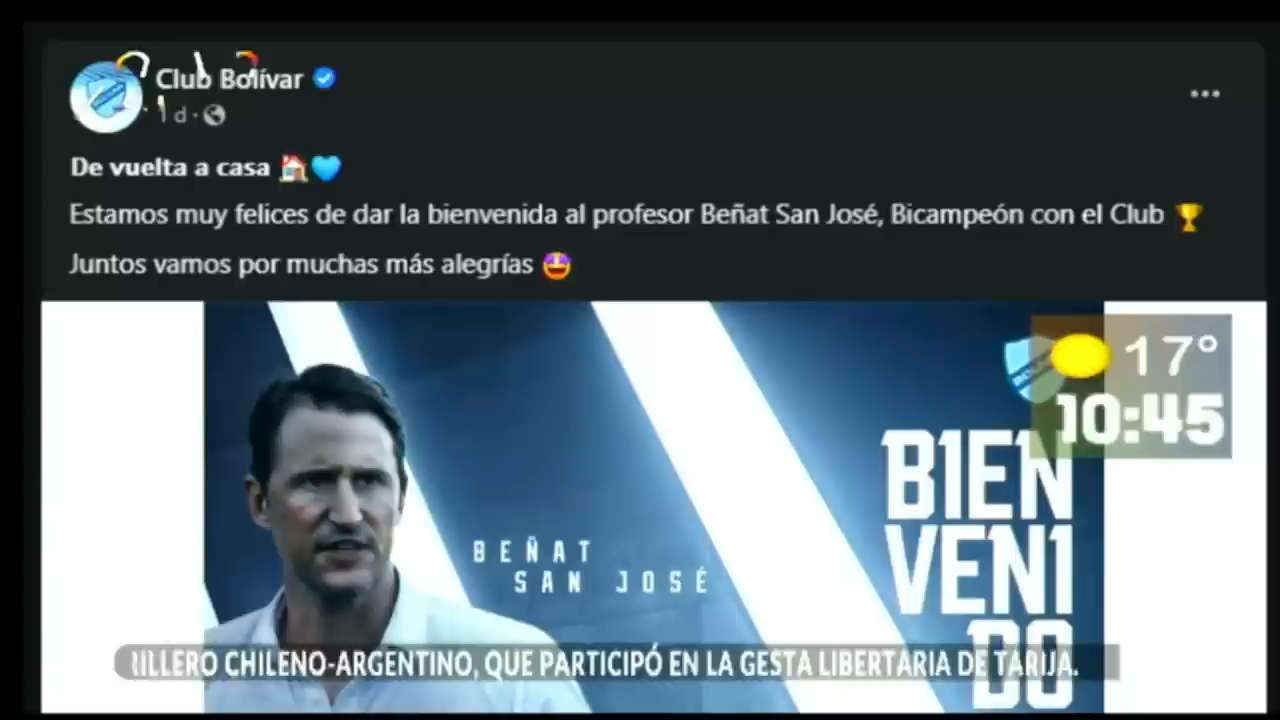 Club Bolívar
1 d ·
De vuelta a casa
Estamos muy felices de dar la bienvenida al profesor Beñat San José, Bicampeón con el Club
Juntos vamos por muchas más alegrías
17°
10:45
BIEN
VENI
DO
BEÑAT
SAN JOSÉ
ILLERO CHILENO-ARGENTINO, QUE PARTICIPÓ EN LA GESTA LIBERTARIA DE TARIJA.